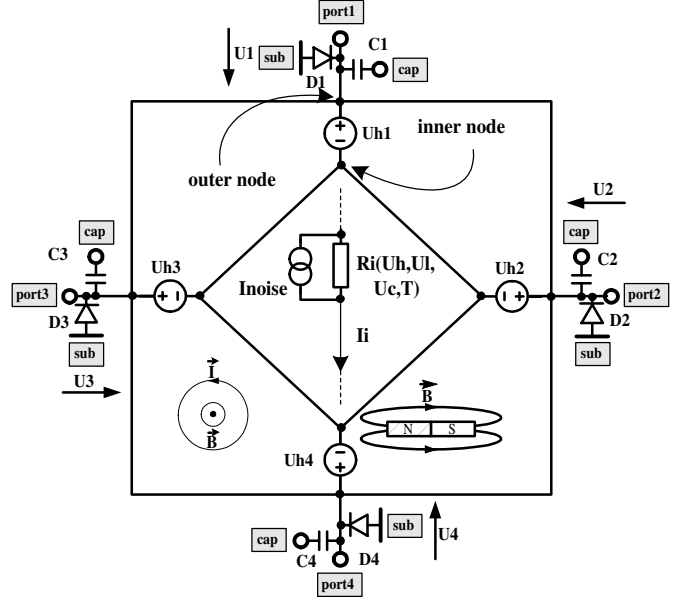 port1
U1
sub
C1
cap
D1
Uh1
inner node
outer node
U2
cap
cap
C3
C2
Uh3
Inoise
Ri(Uh,Ul,
Uc,T)
Uh2
port3
port2
D3
D2
sub
sub
Ii
U3
I
B
B
N S
Uh4
cap
sub
U4
C4
D4
port4